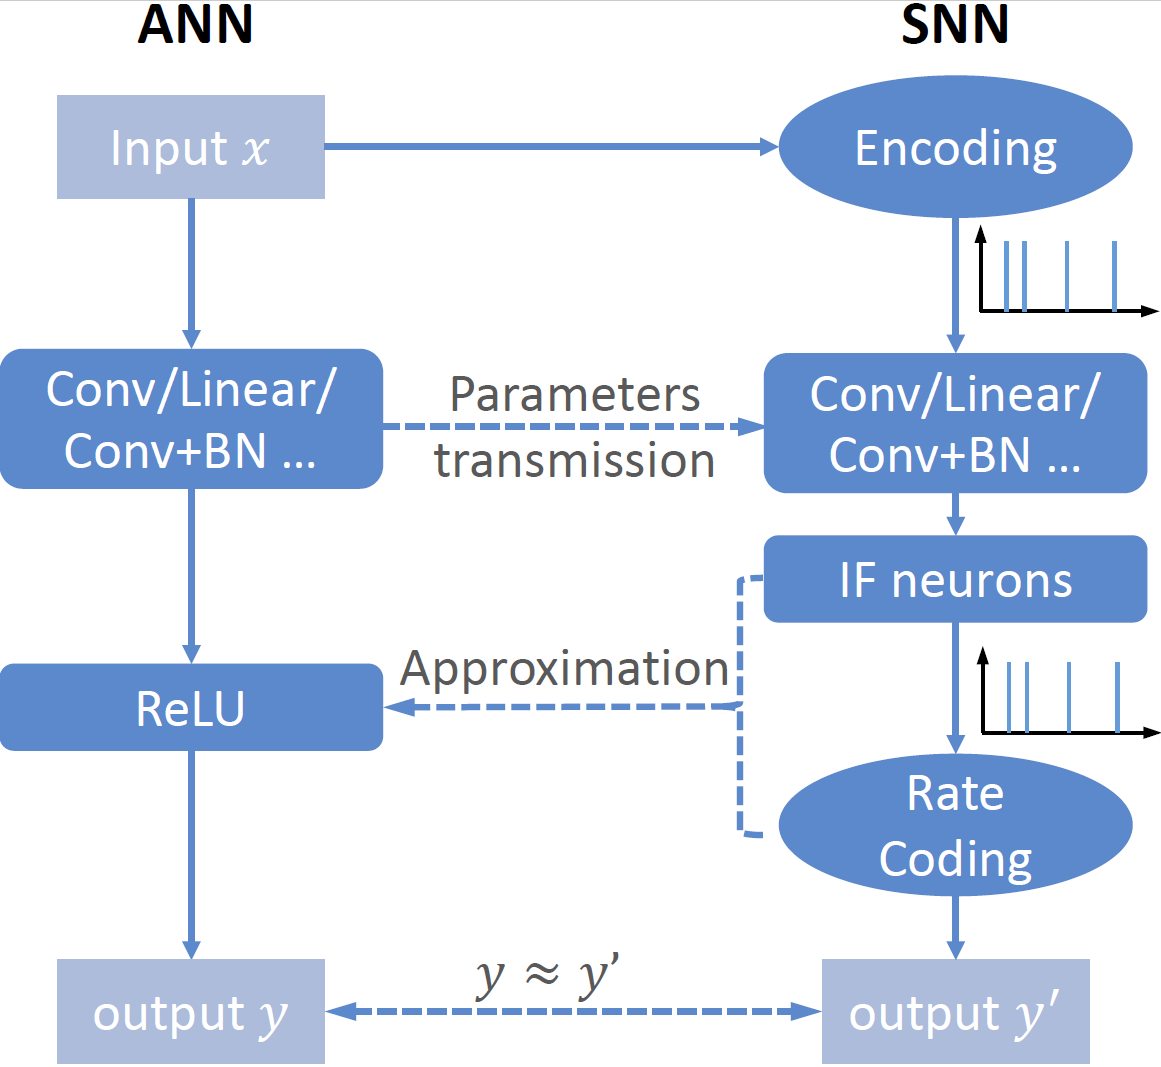 ANN
SNN
Input x
Encoding
Conv/Linear/
Conv+BN ...
Parameters
transmission
Conv/Linear/
Conv+BN ...
IF neurons
ReLU
Approximation
Rate
Coding
output y
y ≈ y’
output y′